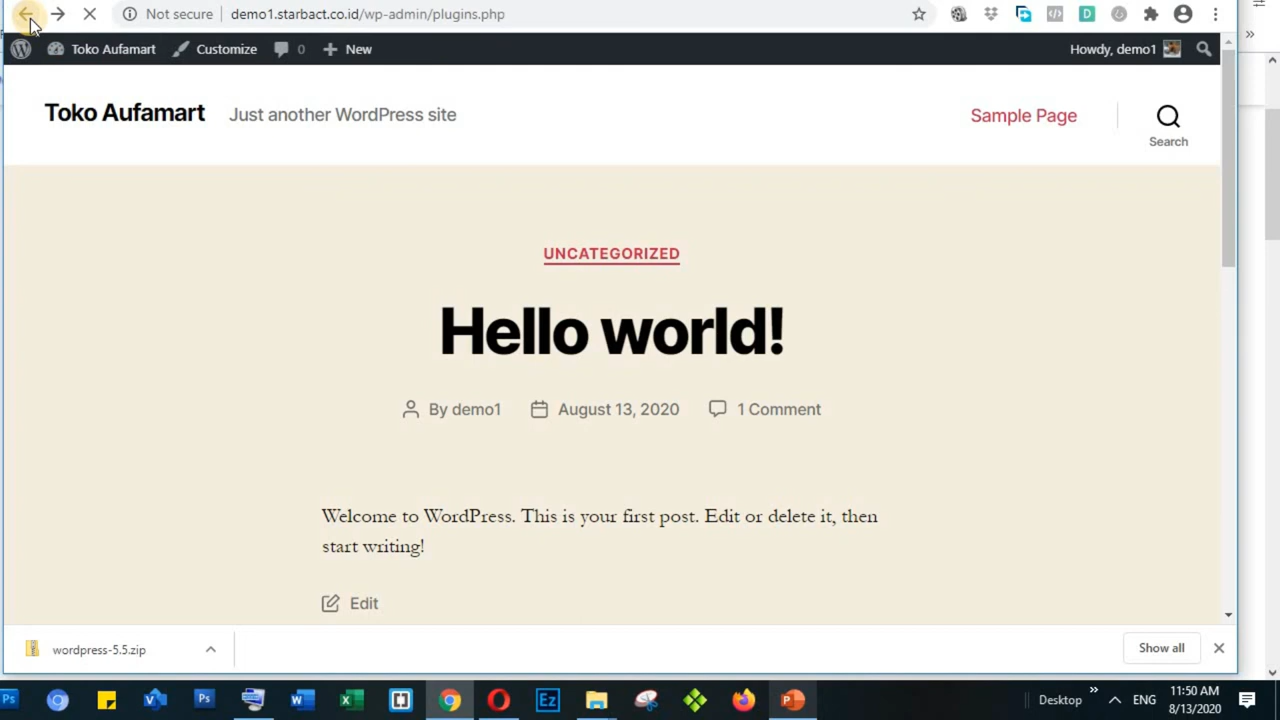 Not secure demo1.starbact.co.id/wp-admin/plugins.php
Toko Aufamart Customize 0 New Howdy, demo1
Toko Aufamart Just another WordPress site Sample Page
Search
UNCATEGORIZED
Hello world!
By demo1 August 13, 2020 1 Comment
Welcome to WordPress. This is your first post. Edit or delete it, then
start writing!
Edit
wordpress-5.5.zip Show all
Desktop ENG 11:50 AM
8/13/2020